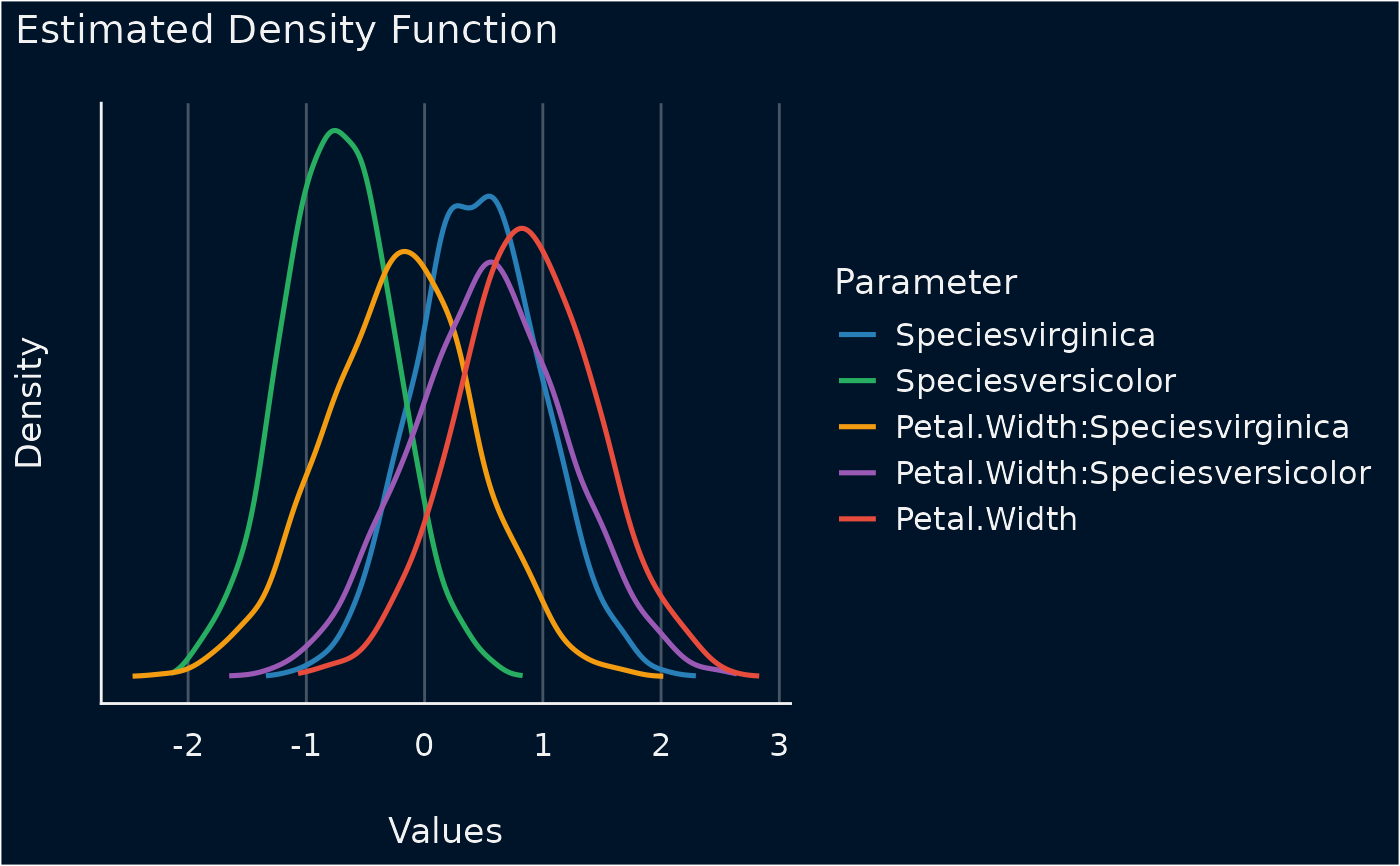 Estimated Density Function
Density
-2 -1 0 1 2 3
Values
Parameter
Speciesvirginica
Speciesversicolor
Petal.Width:Speciesvirginica
Petal.Width:Speciesversicolor
Petal.Width